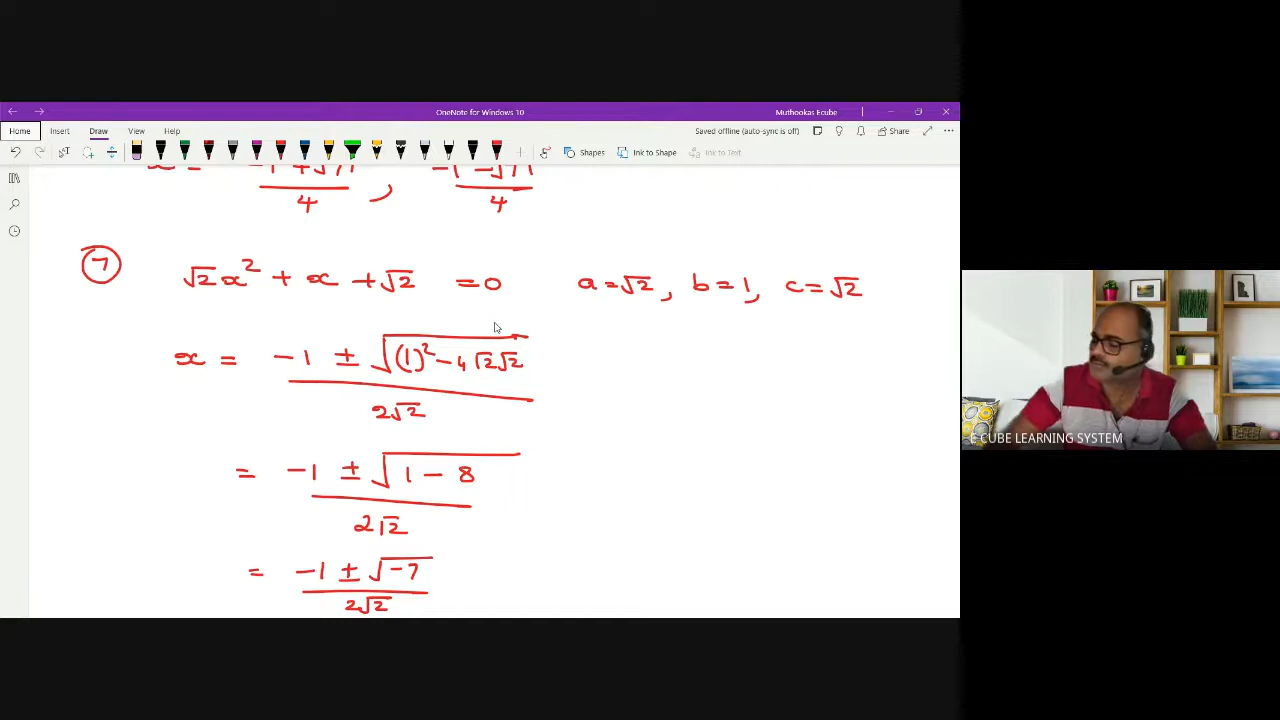 OneNote for Windows 10
Muthookas Ecube
Home Insert Draw View Help
Saved offline (auto-sync is off) Share
Shapes Ink to Shape Ink to Text
4 , 4
7 √2x² + x + √2 = 0 a = √2, b = 1, c = √2
x = (-1 ± √((1)² - 4√2√2)) / 2√2
= (-1 ± √(1 - 8)) / 2√2
= (-1 ± √-7) / 2√2
E CUBE LEARNING SYSTEM